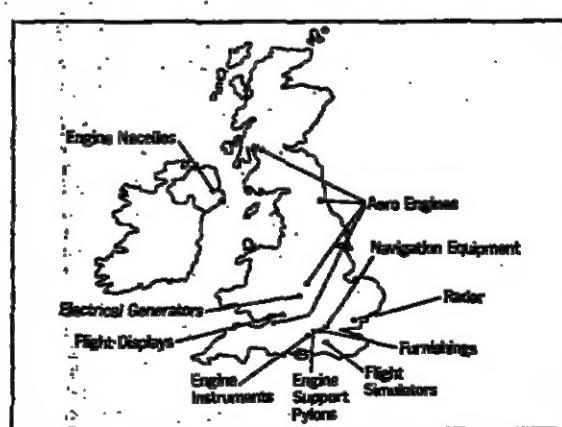 Engine Nacelles
Aero Engines
Navigation Equipment
Electrical Generators
Radar
Flight Displays
Furnishings
Engine
Instruments
Engine
Support
Pylons
Flight
Simulators